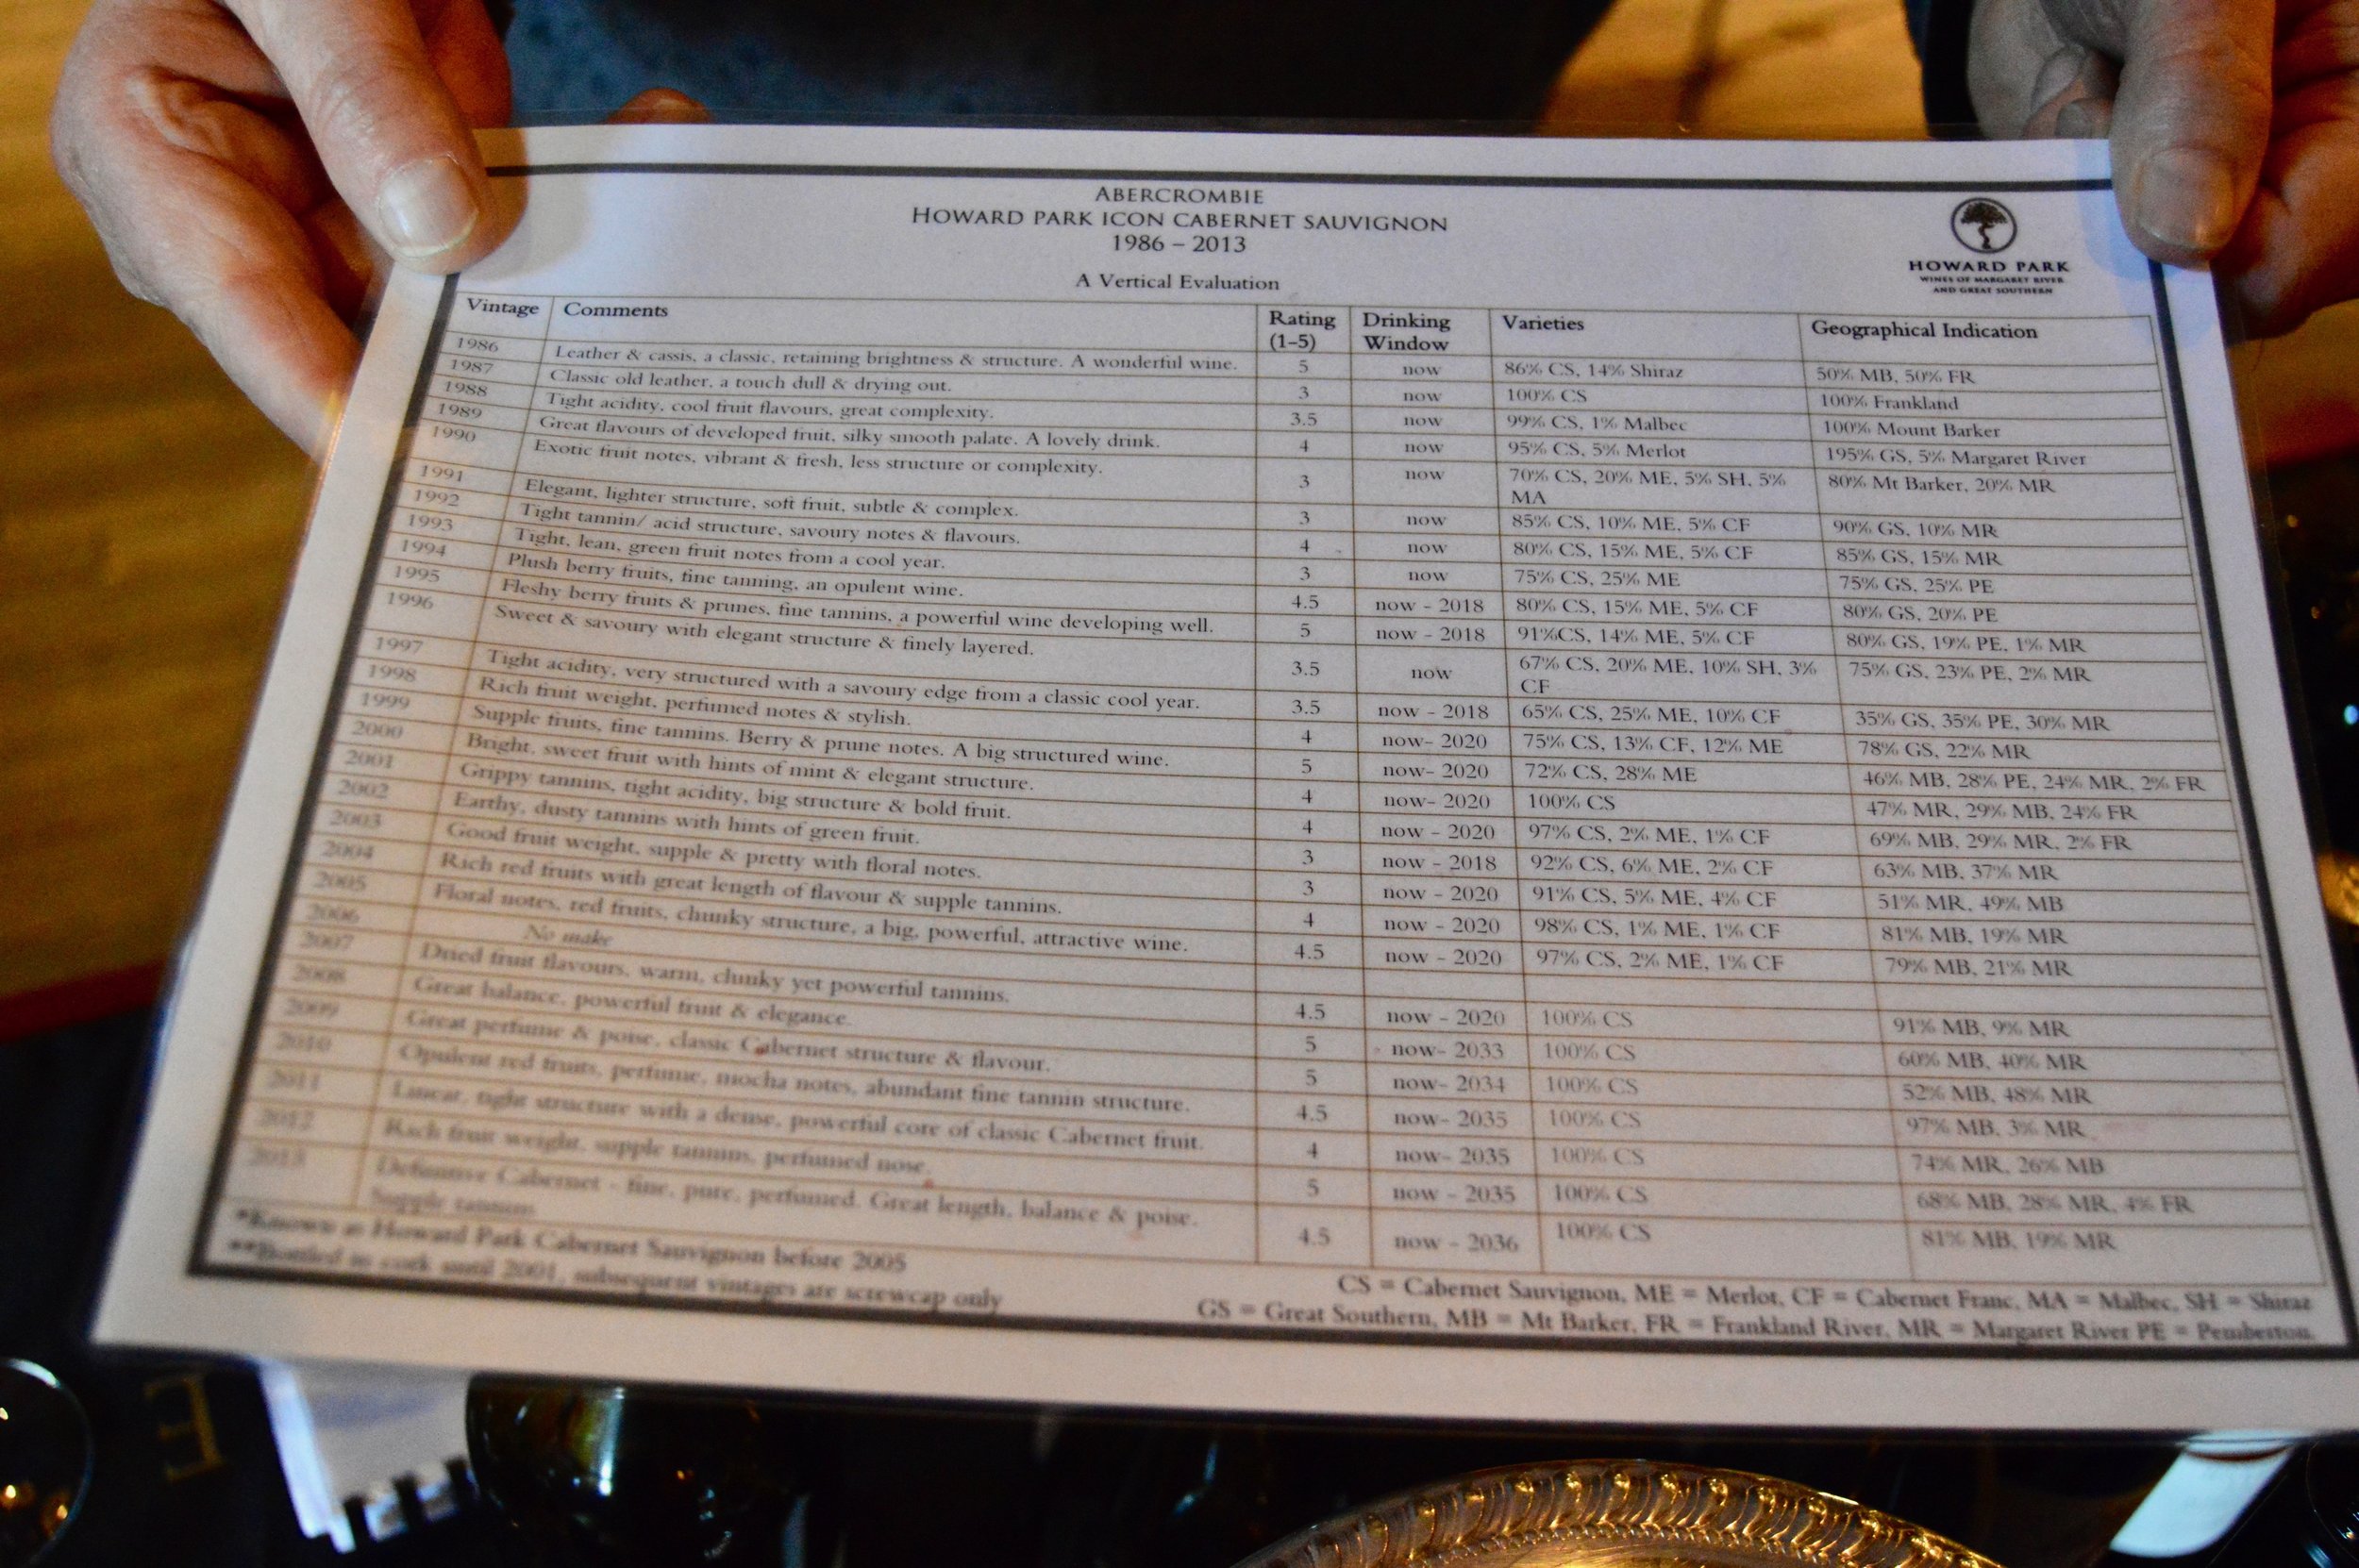 ABERCROMBIE
HOWARD PARK ICON CABERNET SAUVIGNON
1986 – 2013
A Vertical Evaluation
HOWARD PARK
WINES OF MARGARET RIVER
AND GREAT SOUTHERN
Vintage Comments Rating (1-5) Drinking Window Varieties Geographical Indication
1986 Leather & cassis, a classic, retaining brightness & structure. A wonderful wine. 5 now 86% CS, 14% Shiraz 50% MB, 50% FR
1987 Classic old leather, a touch dull & drying out. 3 now 100% CS 100% Frankland
1988 Tight acidity, cool fruit flavours, great complexity. 3.5 now 99% CS, 1% Malbec 100% Mount Barker
1989 Great flavours of developed fruit, silky smooth palate. A lovely drink. 4 now 95% CS, 5% Merlot 195% GS, 5% Margaret River
1990 Exotic fruit notes, vibrant & fresh, less structure or complexity. 3 now 70% CS, 20% ME, 5% SH, 5% MA 80% Mt Barker, 20% MR
1991 Elegant, lighter structure, soft fruit, subtle & complex. 3 now 85% CS, 10% ME, 5% CF 90% GS, 10% MR
1992 Tight tannin/ acid structure, savoury notes & flavours. 4 now 80% CS, 15% ME, 5% CF 85% GS, 15% MR
1993 Tight, lean, green fruit notes from a cool year. 3 now 75% CS, 25% ME 75% GS, 25% PE
1994 Plush berry fruits, fine tanning, an opulent wine. 4.5 now - 2018 80% CS, 15% ME, 5% CF 80% GS, 20% PE
1995 Fleshy berry fruits & prunes, fine tannins, a powerful wine developing well. 5 now - 2018 91%CS, 14% ME, 5% CF 80% GS, 19% PE, 1% MR
1996 Sweet & savoury with elegant structure & finely layered. 3.5 now 67% CS, 20% ME, 10% SH, 3% CF 75% GS, 23% PE, 2% MR
1997 Tight acidity, very structured with a savoury edge from a classic cool year. 3.5 now - 2018 65% CS, 25% ME, 10% CF 35% GS, 35% PE, 30% MR
1998 Rich fruit weight, perfumed notes & stylish. 4 now- 2020 75% CS, 13% CF, 12% ME 78% GS, 22% MR
1999 Supple fruits, fine tannins. Berry & prune notes. A big structured wine. 5 now- 2020 72% CS, 28% ME 46% MB, 28% PE, 24% MR, 2% FR
2000 Bright, sweet fruit with hints of mint & elegant structure. 4 now- 2020 100% CS 47% MR, 29% MB, 24% FR
2001 Grippy tannins, tight acidity, big structure & bold fruit. 4 now - 2020 97% CS, 2% ME, 1% CF 69% MB, 29% MR, 2% FR
2002 Earthy, dusty tannins with hints of green fruit. 3 now - 2018 92% CS, 6% ME, 2% CF 63% MB, 37% MR
2003 Good fruit weight, supple & pretty with floral notes. 3 now - 2020 91% CS, 5% ME, 4% CF 51% MR, 49% MB
2004 Rich red fruits with great length of flavour & supple tannins. 4 now - 2020 98% CS, 1% ME, 1% CF 81% MB, 19% MR
2005 Floral notes, red fruits, chunky structure, a big, powerful, attractive wine. 4.5 now - 2020 97% CS, 2% ME, 1% CF 79% MB, 21% MR
2006 No make
2007 Dried fruit flavours, warm, chunky yet powerful tannins. 4.5 now - 2020 100% CS 91% MB, 9% MR
2008 Great balance, powerful fruit & elegance. 5 now- 2033 100% CS 60% MB, 40% MR
2009 Great perfume & poise, classic Cabernet structure & flavour. 5 now- 2034 100% CS 52% MB, 48% MR
2010 Opulent red fruits, perfume, mocha notes, abundant fine tannin structure. 4.5 now- 2035 100% CS 97% MB, 3% MR
2011 Linear, tight structure with a dense, powerful core of classic Cabernet fruit. 4 now- 2035 100% CS 74% MR, 26% MB
2012 Rich fruit weight, supple tannins, perfumed nose. 5 now - 2035 100% CS 68% MB, 28% MR, 4% FR
2013 Definitive Cabernet - fine, pure, perfumed. Great length, balance & poise. Supple tannins 4.5 now - 2036 100% CS 81% MB, 19% MR
*Known as Howard Park Cabernet Sauvignon before 2005
**Bottled in cork until 2001, subsequent vintages are screwcap only
CS = Cabernet Sauvignon, ME = Merlot, CF = Cabernet Franc, MA = Malbec, SH = Shiraz
GS = Great Southern, MB = Mt Barker, FR = Frankland River, MR = Margaret River PE = Pemberton.
E